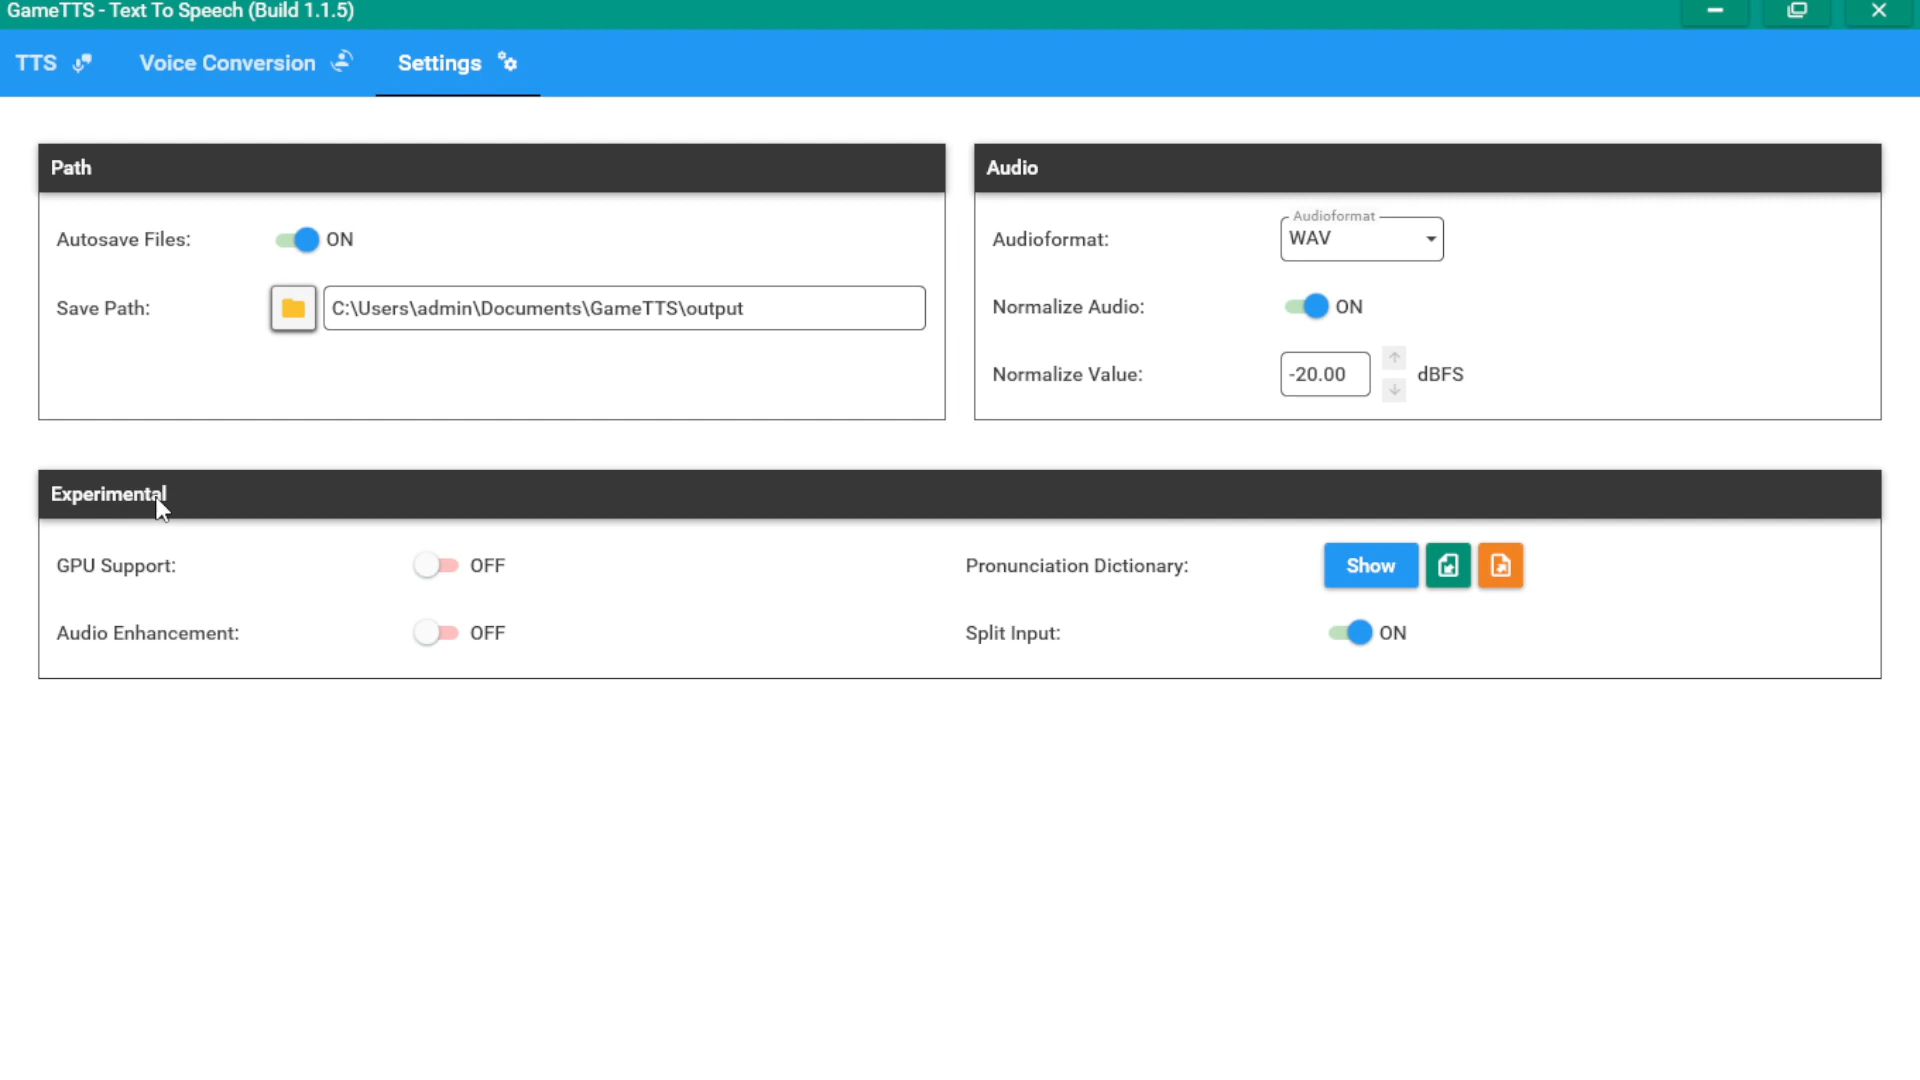 GameTTS - Text To Speech (Build 1.1.5)
TTS Voice Conversion Settings
Path
Autosave Files: ON
Save Path: C:\Users\admin\Documents\GameTTS\output
Audio
Audioformat
Audioformat: WAV
Normalize Audio: ON
Normalize Value: -20.00 dBFS
Experimental
GPU Support: OFF
Pronunciation Dictionary: Show
Audio Enhancement: OFF
Split Input: ON